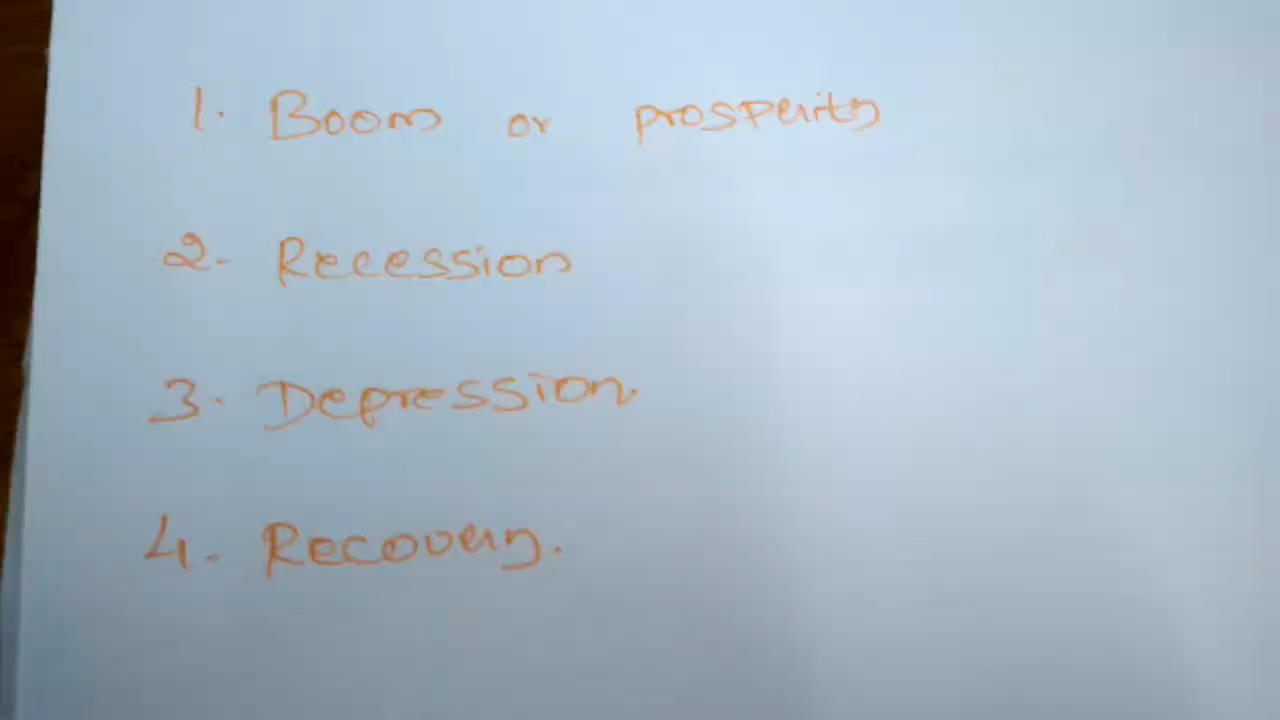 1. Boom or prosperity
2. Recession
3. Depression.
4. Recovery.